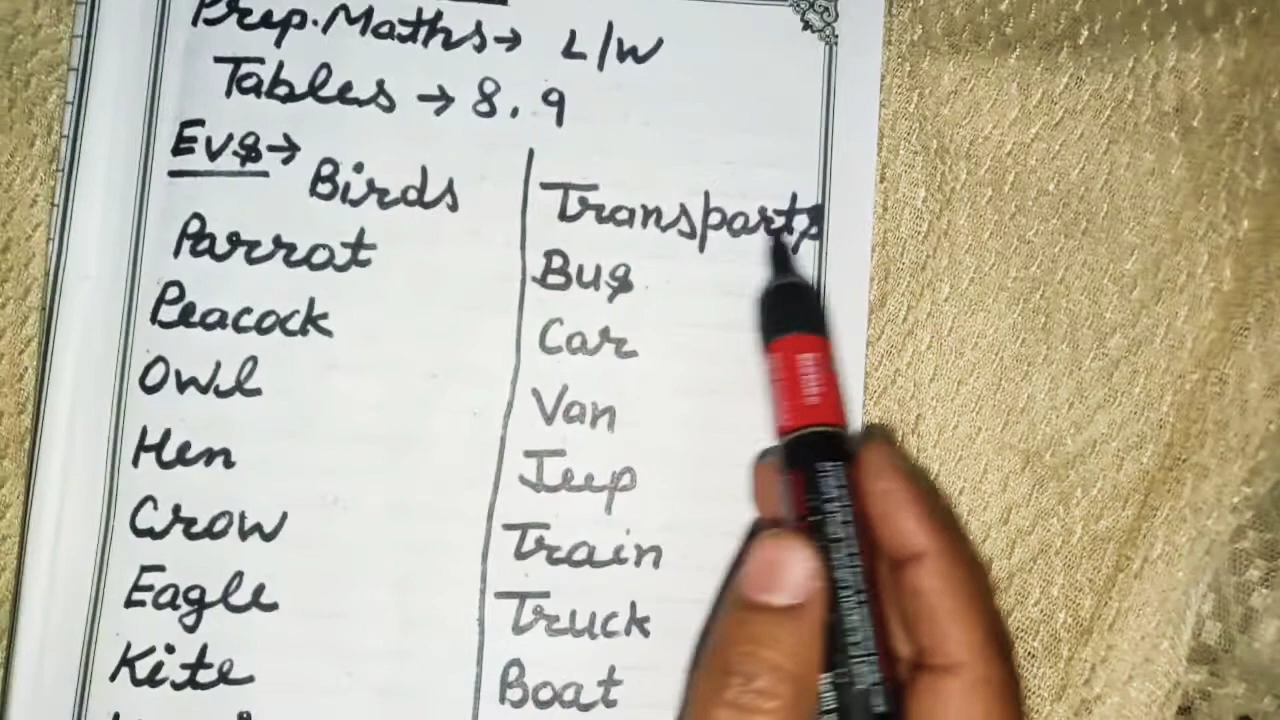 Prep. Maths → L/W
Tables → 8, 9
EVS →
Birds
Parrot
Peacock
Owl
Hen
Crow
Eagle
Kite
Transparts
Bus
Car
Van
Jeep
Train
Truck
Boat